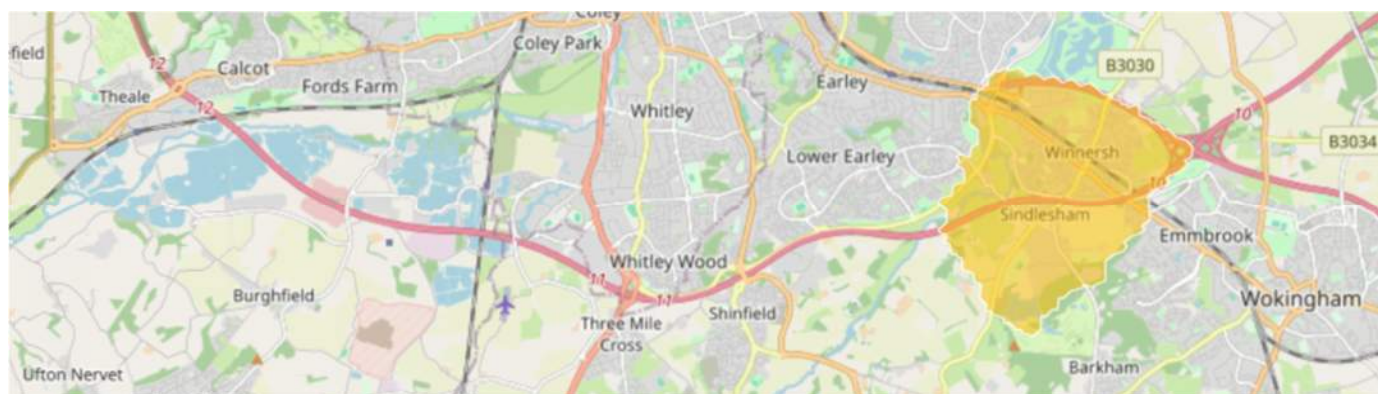 Coley
efield
12
Coley Park
B3030
Calcot
Fords Farm
Earley
Theale
12
Whitley
10
B3034
Lower Earley
Winnersh
10
Sindlesham
Emmbrook
Whitley Wood
11
11
Burghfield
Wokingham
Shinfield
Three Mile
Cross
Barkham
Ufton Nervet